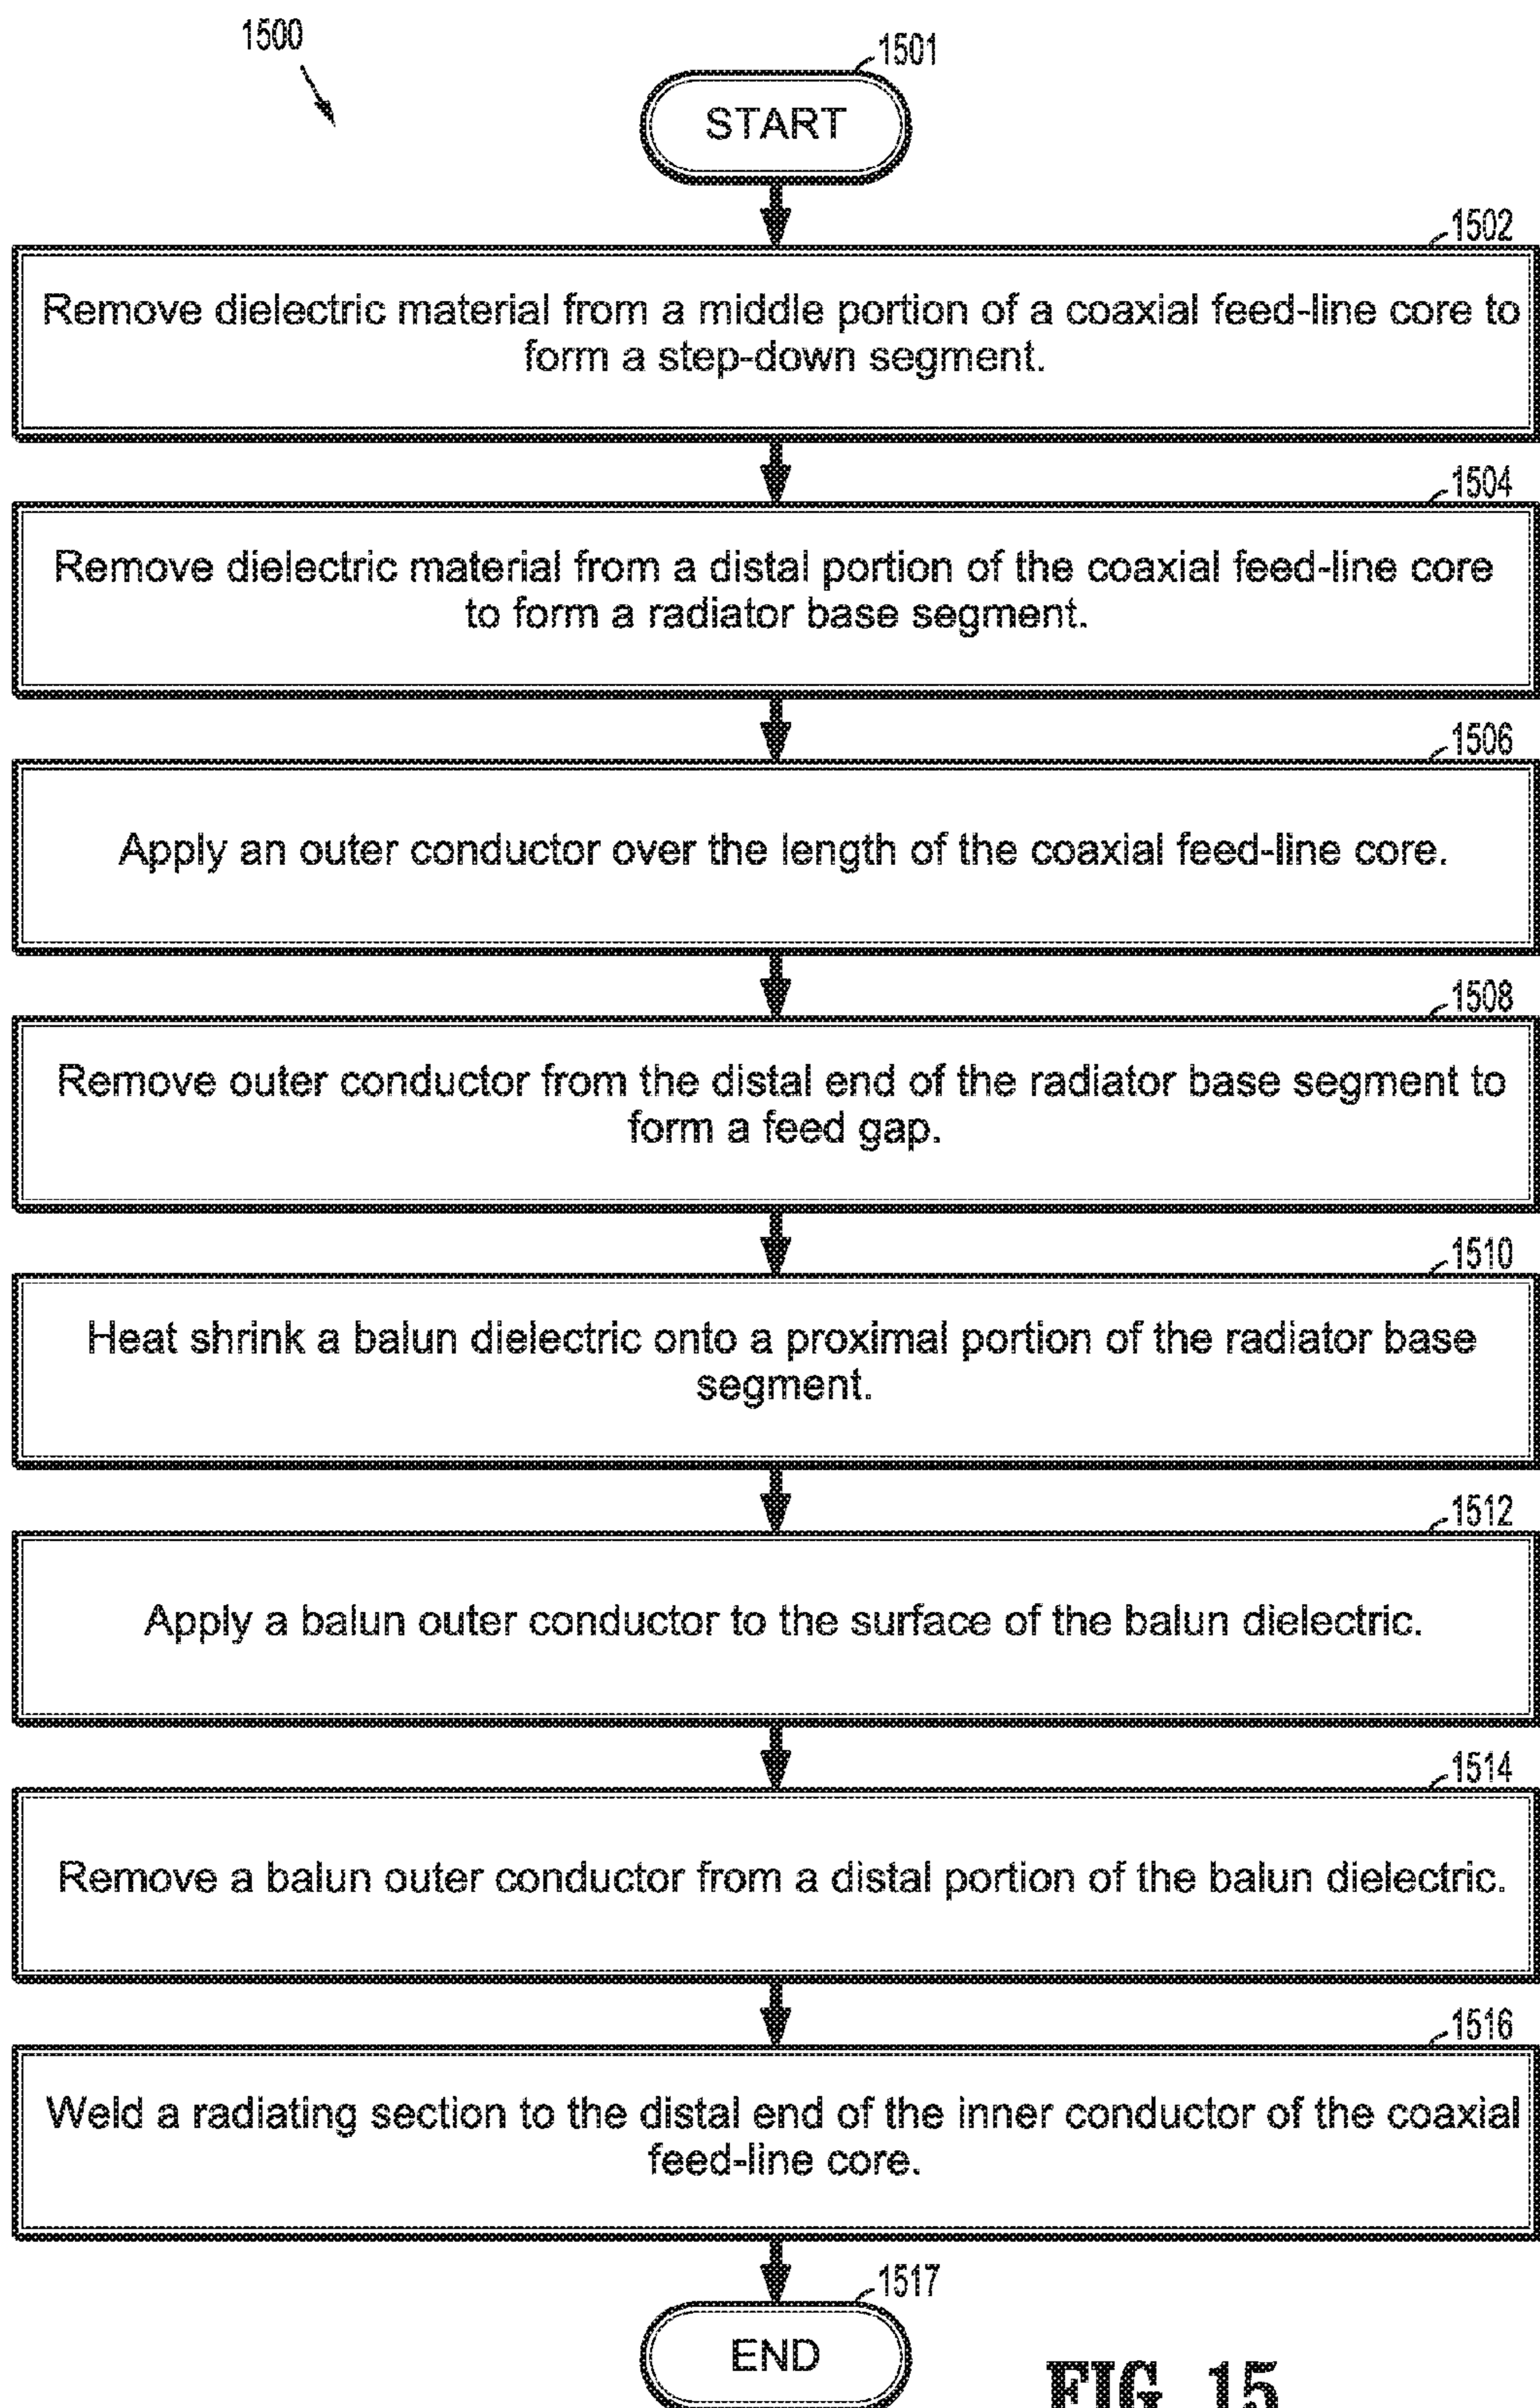 1500
1501
START
1502
Remove dielectric material from a middle portion of a coaxial feed-line core to
form a step-down segment.
1504
Remove dielectric material from a distal portion of the coaxial feed-line core
to form a radiator base segment.
1506
Apply an outer conductor over the length of the coaxial feed-line core.
1508
Remove outer conductor from the distal end of the radiator base segment to
form a feed gap.
1510
Heat shrink a balun dielectric onto a proximal portion of the radiator base
segment.
1512
Apply a balun outer conductor to the surface of the balun dielectric.
1514
Remove a balun outer conductor from a distal portion of the balun dielectric.
1516
Weld a radiating section to the distal end of the inner conductor of the coaxial
feed-line core.
1517
END
FIG. 15